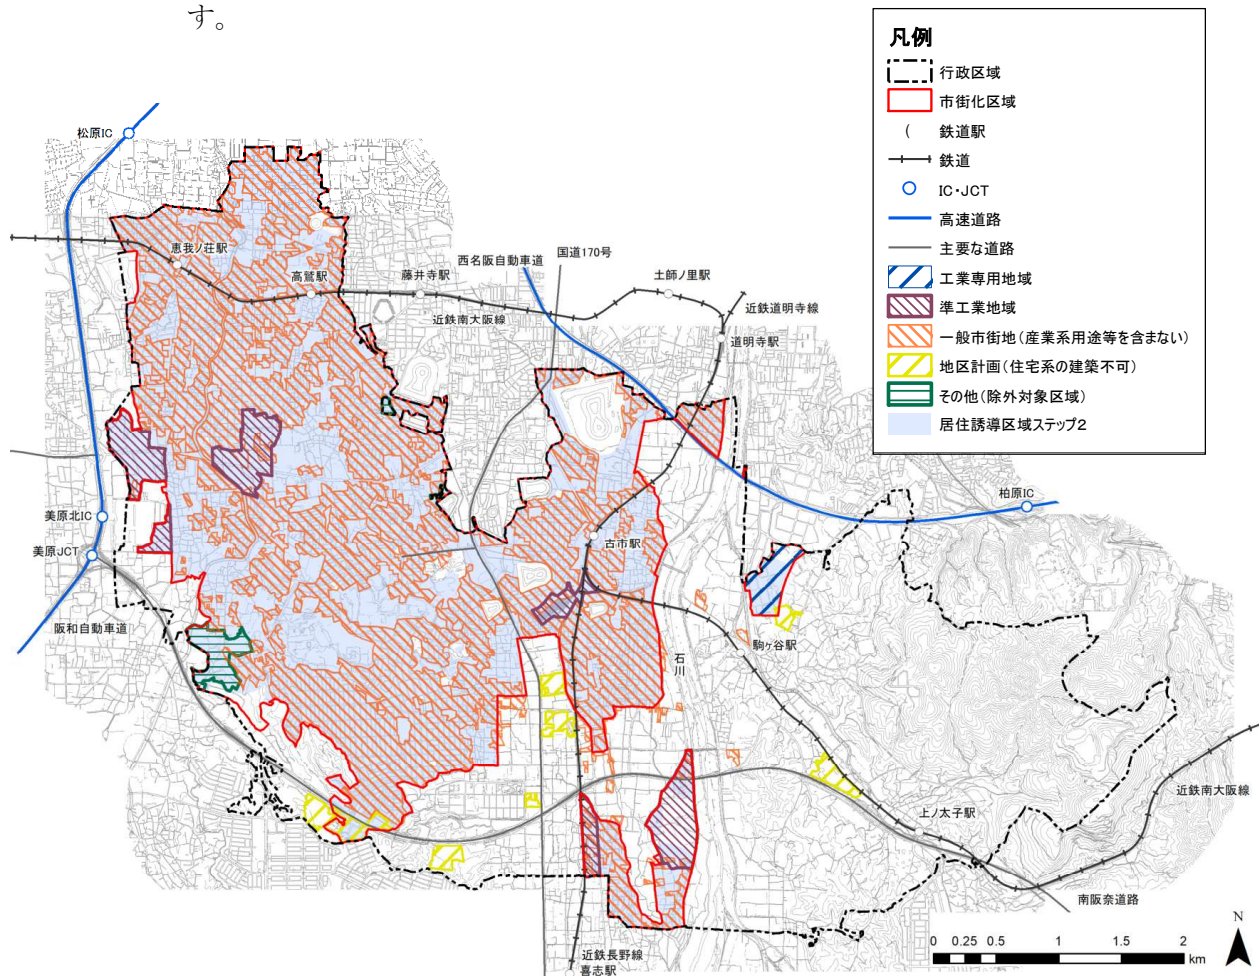 す。
凡例
行政区域
市街化区域
鉄道駅
鉄道
IC・JCT
高速道路
主要な道路
工業専用地域
準工業地域
一般市街地(産業系用途等を含まない)
地区計画(住宅系の建築不可)
その他(除外対象区域)
居住誘導区域ステップ2
松原IC
恵我ノ荘駅
高鷲駅
藤井寺駅
西名阪自動車道
国道170号
土師ノ里駅
近鉄南大阪線
近鉄道明寺線
道明寺駅
柏原IC
美原北IC
古市駅
美原JCT
阪和自動車道
石川
駒ヶ谷駅
近鉄南大阪線
上ノ太子駅
南阪奈道路
近鉄長野線
喜志駅
N
0 0.25 0.5 1 1.5 2
km